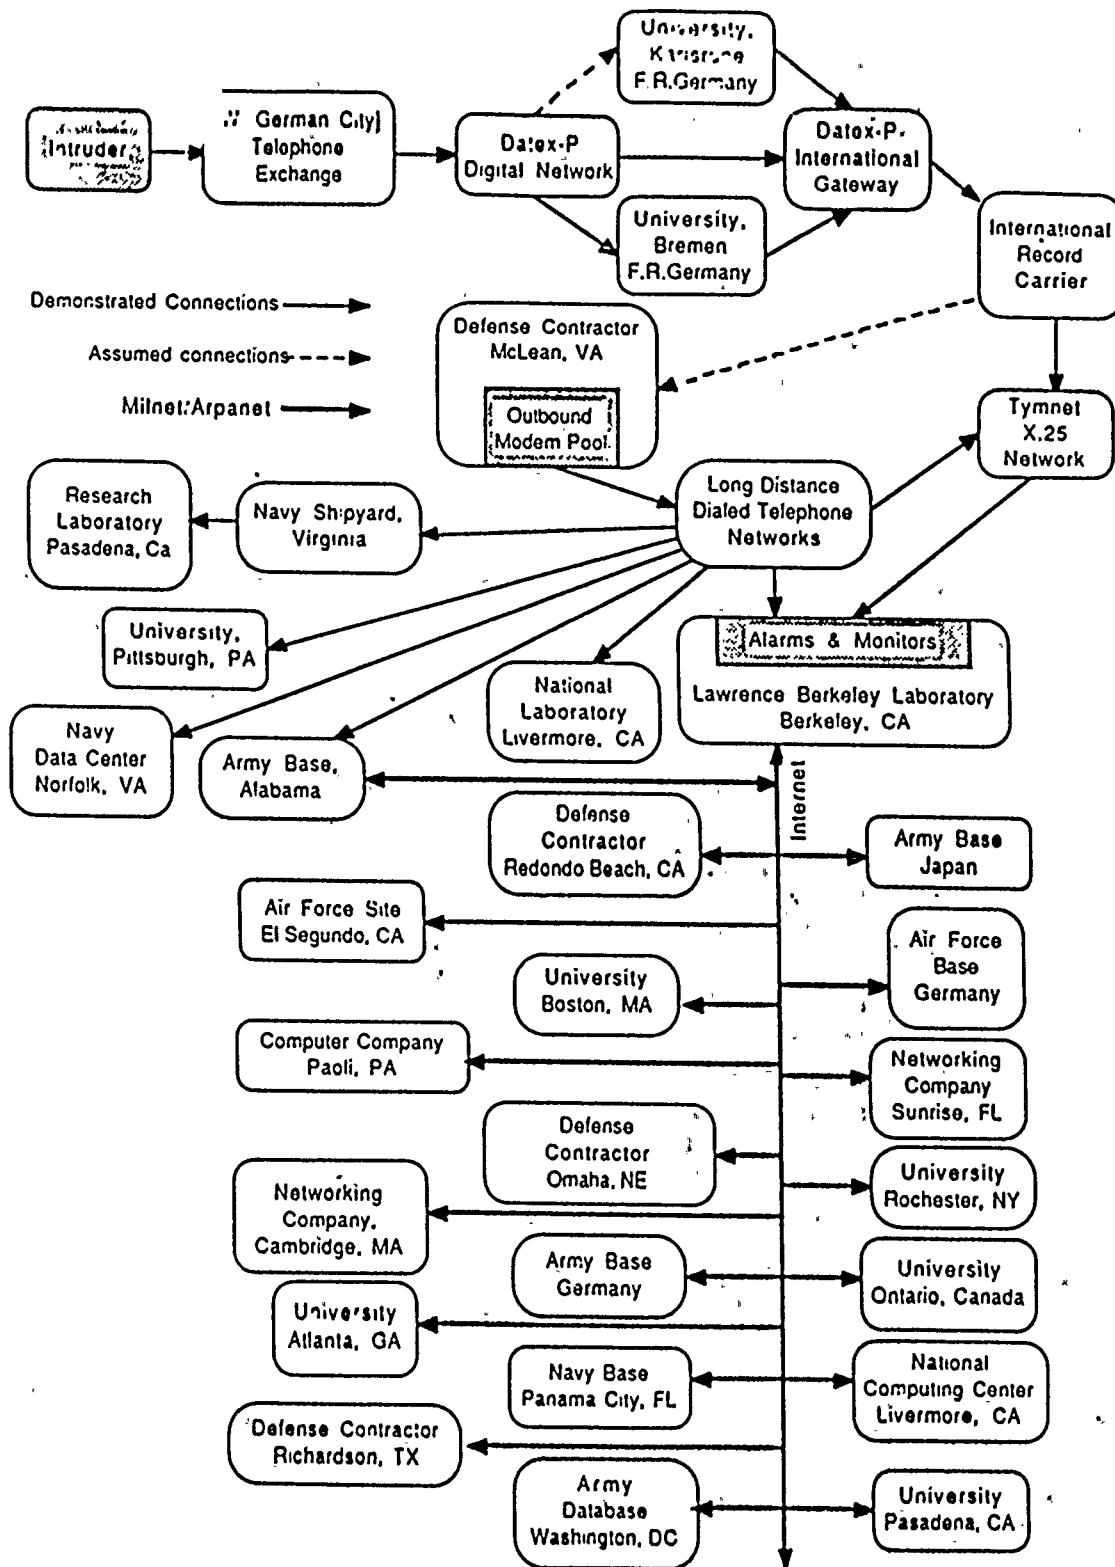 University,
Karlsruhe
F.R.Germany
Intruder
German City)
Telephone
Exchange
Datex-P
Digital Network
Datex-P
International
Gateway
University,
Bremen
F.R.Germany
International
Record
Carrier
Demonstrated Connections
Assumed connections
Milnet/Arpanet
Defense Contractor
McLean, VA
Outbound
Modem Pool
Tymnet
X.25
Network
Research
Laboratory
Pasadena, Ca
Navy Shipyard,
Virginia
Long Distance
Dialed Telephone
Networks
University,
Pittsburgh, PA
Alarms & Monitors
Lawrence Berkeley Laboratory
Berkeley, CA
National
Laboratory
Livermore, CA
Navy
Data Center
Norfolk, VA
Army Base,
Alabama
Internet
Defense
Contractor
Redondo Beach, CA
Army Base
Japan
Air Force Site
El Segundo, CA
Air Force
Base
Germany
University
Boston, MA
Computer Company
Paoli, PA
Networking
Company
Sunrise, FL
Defense
Contractor
Omaha, NE
University
Rochester, NY
Networking
Company,
Cambridge, MA
Army Base
Germany
University
Ontario, Canada
University
Atlanta, GA
Navy Base
Panama City, FL
National
Computing Center
Livermore, CA
Defense Contractor
Richardson, TX
Army
Database
Washington, DC
University
Pasadena, CA